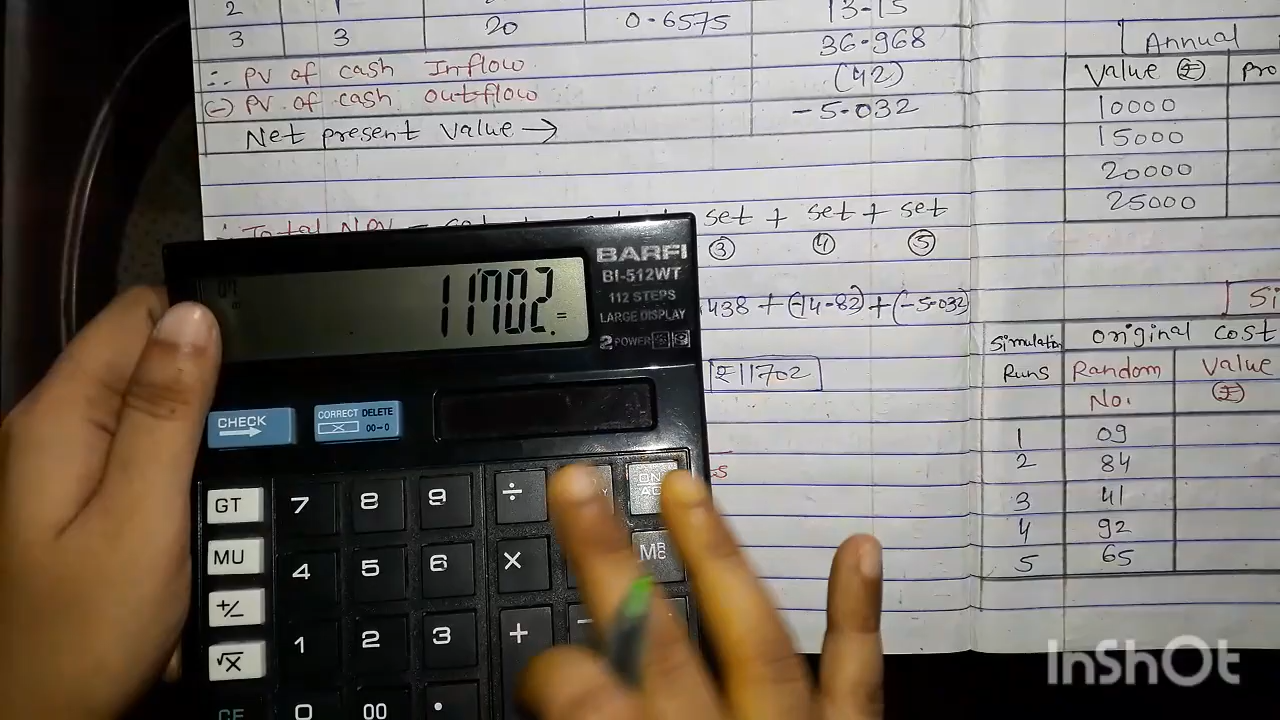 2 1 13-15
3 3 20 0-6575
36-968
∴ PV of cash Inflow (42)
(-) PV of cash outflow
Net present value → -5-032
∴ Total NPV = set + set + set
③ ④ ⑤
438 + (-14-82) + (-5-032)
₹11702
Annual
Value (₹) Pro
10000
15000
20000
25000
Simulation Runs original cost
Random No. Value (₹)
1 09
2 84
3 41
4 92
5 65
11702.
=
BARFI
BI-512WT
112 STEPS
LARGE DISPLAY
2 POWER
CHECK
CORRECT DELETE
00→0
GT 7 8 9 ÷
MU 4 5 6 ×
+/- 1 2 3 +
√X
CE 0 00 .
InShOt